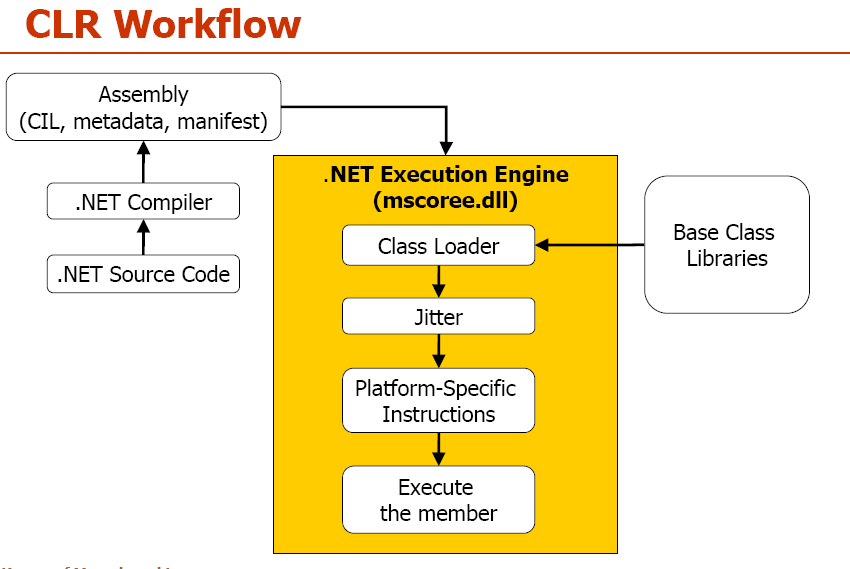 CLR Workflow
Assembly
(CIL, metadata, manifest)
.NET Compiler
.NET Source Code
.NET Execution Engine
(mscoree.dll)
Class Loader
Jitter
Platform-Specific
Instructions
Execute
the member
Base Class
Libraries